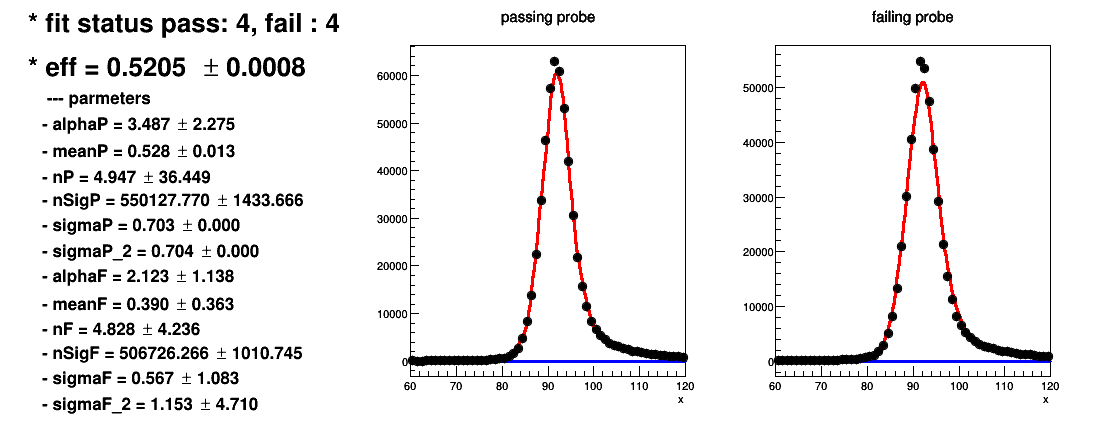 * fit status pass: 4, fail : 4
* eff = 0.5205 ± 0.0008
--- parmeters
- alphaP = 3.487 ± 2.275
- meanP = 0.528 ± 0.013
- nP = 4.947 ± 36.449
- nSigP = 550127.770 ± 1433.666
- sigmaP = 0.703 ± 0.000
- sigmaP_2 = 0.704 ± 0.000
- alphaF = 2.123 ± 1.138
- meanF = 0.390 ± 0.363
- nF = 4.828 ± 4.236
- nSigF = 506726.266 ± 1010.745
- sigmaF = 0.567 ± 1.083
- sigmaF_2 = 1.153 ± 4.710
passing probe
60000
50000
40000
30000
20000
10000
0
60 70 80 90 100 110 120
x
failing probe
50000
40000
30000
20000
10000
0
60 70 80 90 100 110 120
x